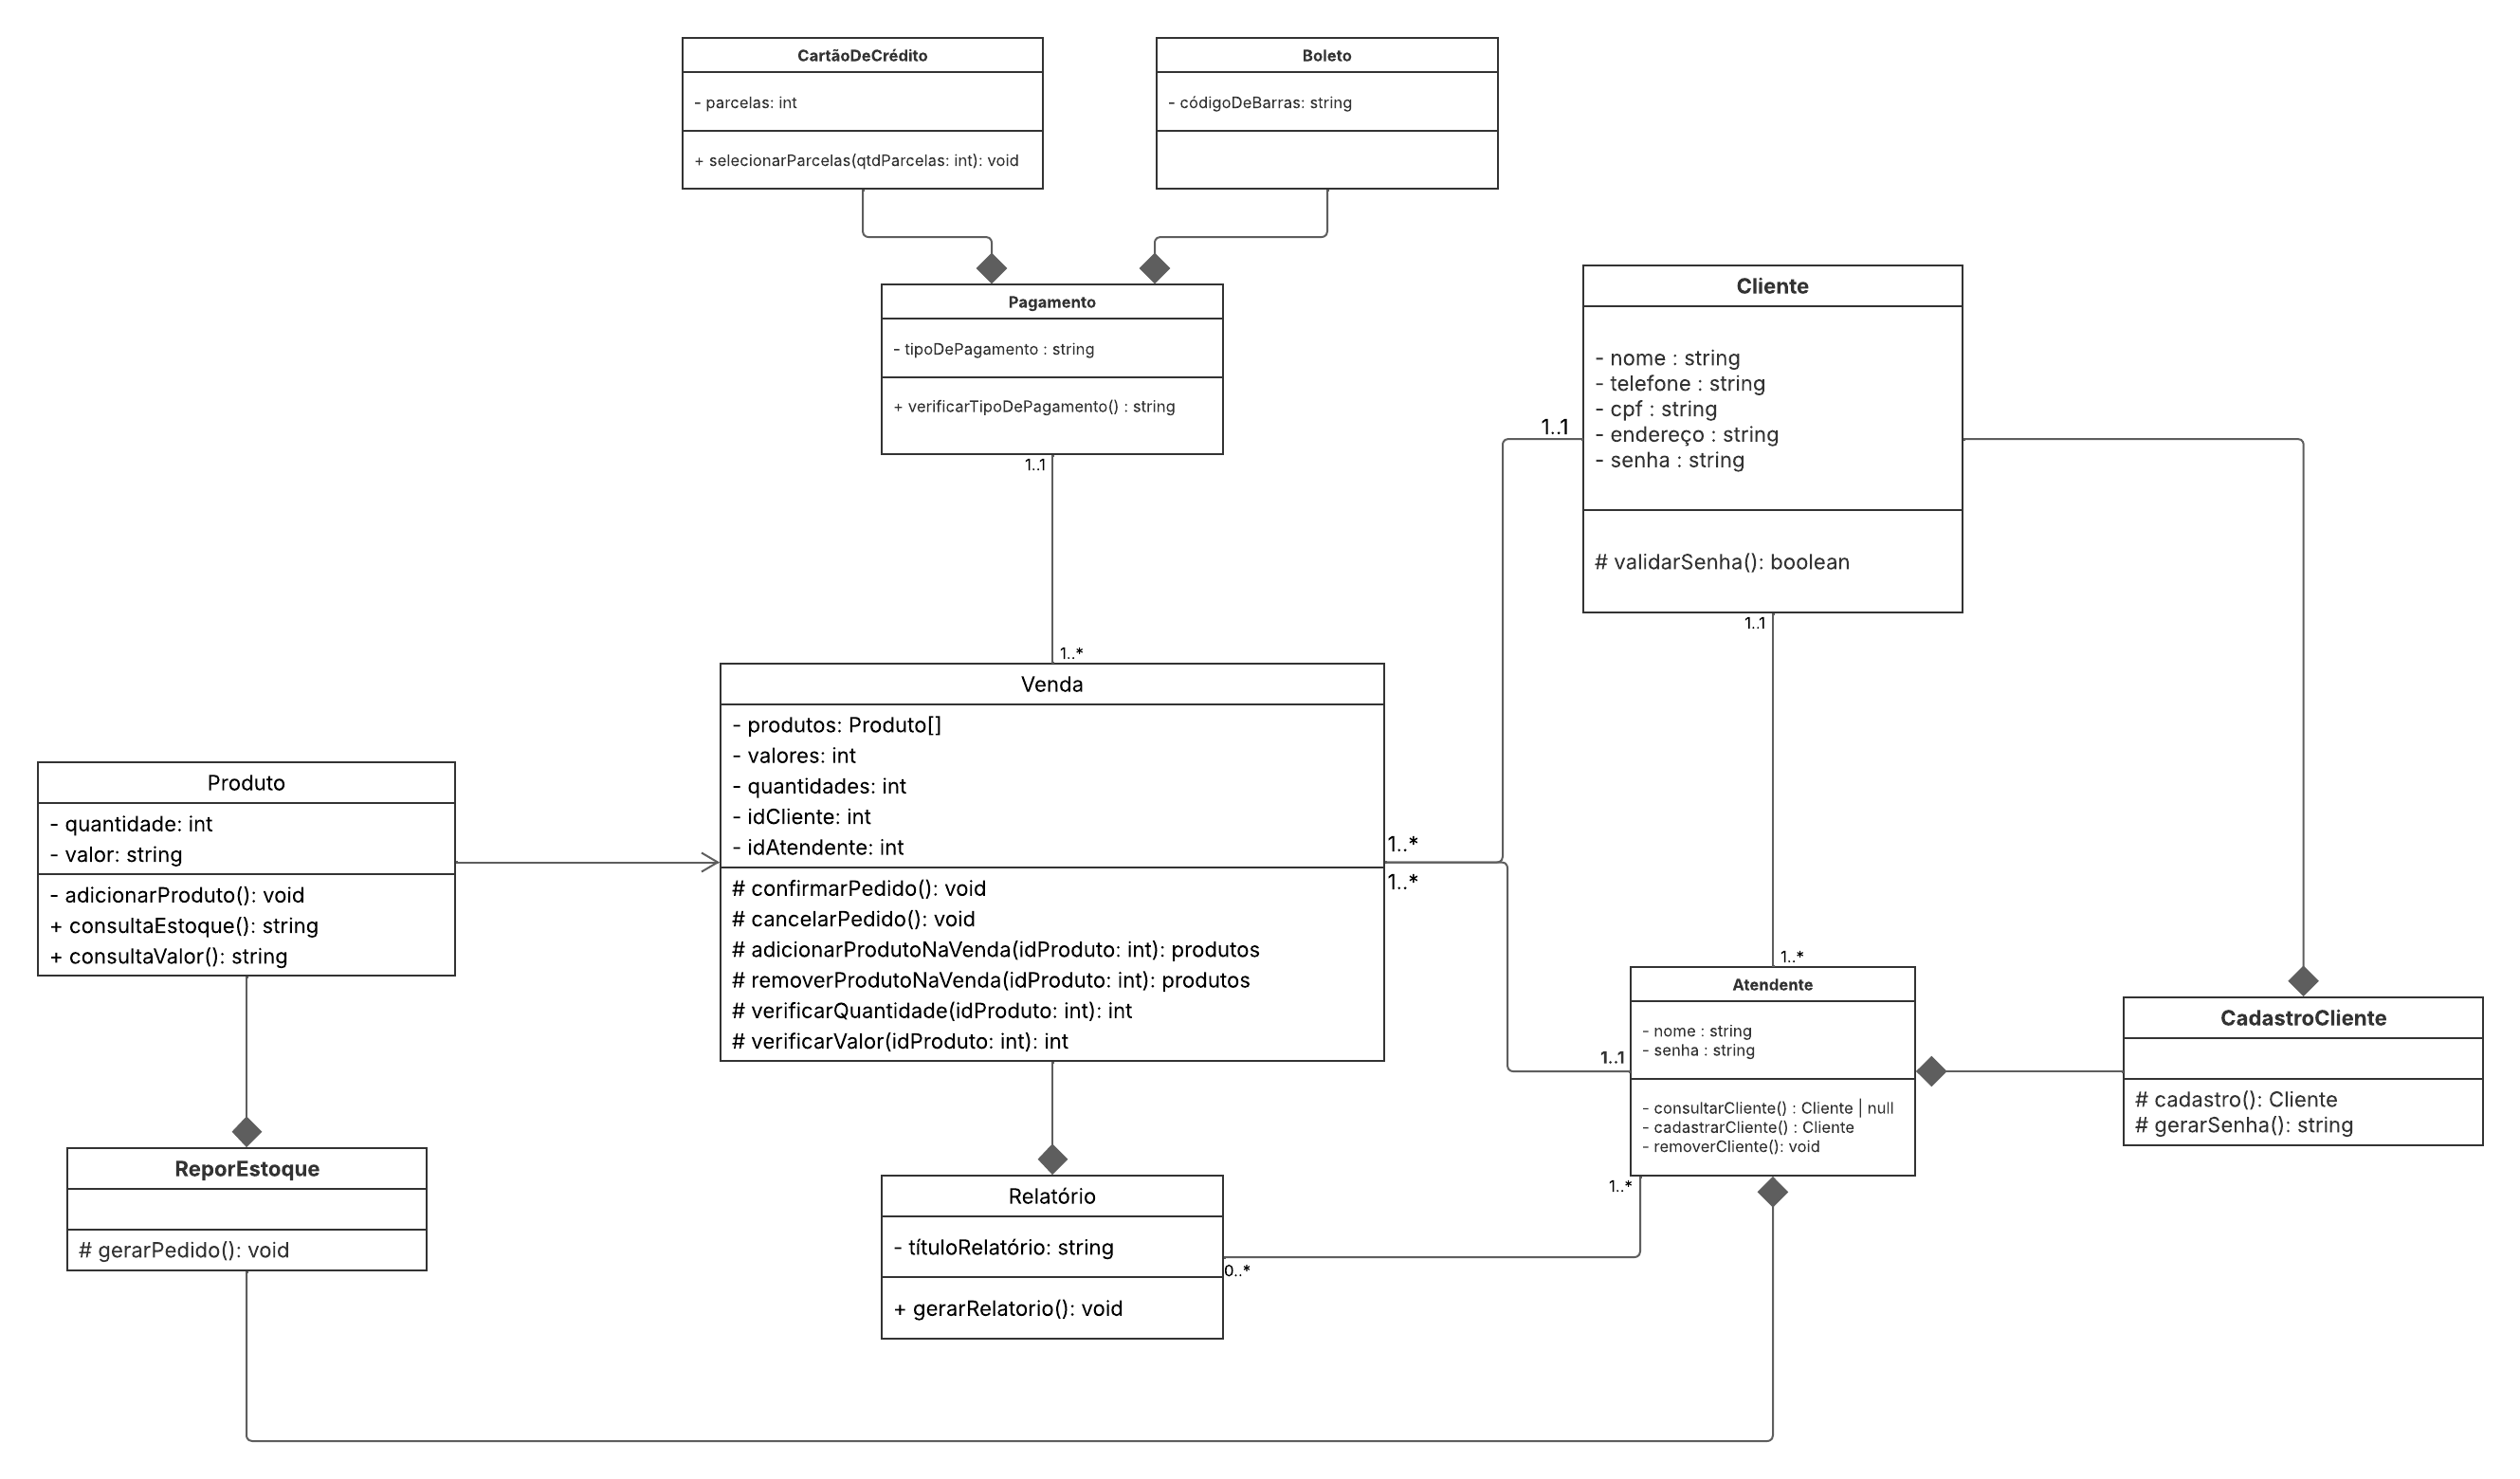 CartãoDeCrédito
- parcelas: int
+ selecionarParcelas(qtdParcelas: int): void
Boleto
- códigoDeBarras: string
Pagamento
- tipoDePagamento : string
+ verificarTipoDePagamento() : string
1..1
1..*
Cliente
- nome : string
- telefone : string
- cpf : string
- endereço : string
- senha : string
# validarSenha(): boolean
1..1
1..1
Venda
- produtos: Produto[]
- valores: int
- quantidades: int
- idCliente: int
- idAtendente: int
# confirmarPedido(): void
# cancelarPedido(): void
# adicionarProdutoNaVenda(idProduto: int): produtos
# removerProdutoNaVenda(idProduto: int): produtos
# verificarQuantidade(idProduto: int): int
# verificarValor(idProduto: int): int
1..*
1..*
Produto
- quantidade: int
- valor: string
- adicionarProduto(): void
+ consultaEstoque(): string
+ consultaValor(): string
1..*
1..1
Atendente
- nome : string
- senha : string
- consultarCliente() : Cliente | null
- cadastrarCliente() : Cliente
- removerCliente(): void
1..*
CadastroCliente
# cadastro(): Cliente
# gerarSenha(): string
ReporEstoque
# gerarPedido(): void
Relatório
- títuloRelatório: string
+ gerarRelatorio(): void
0..*